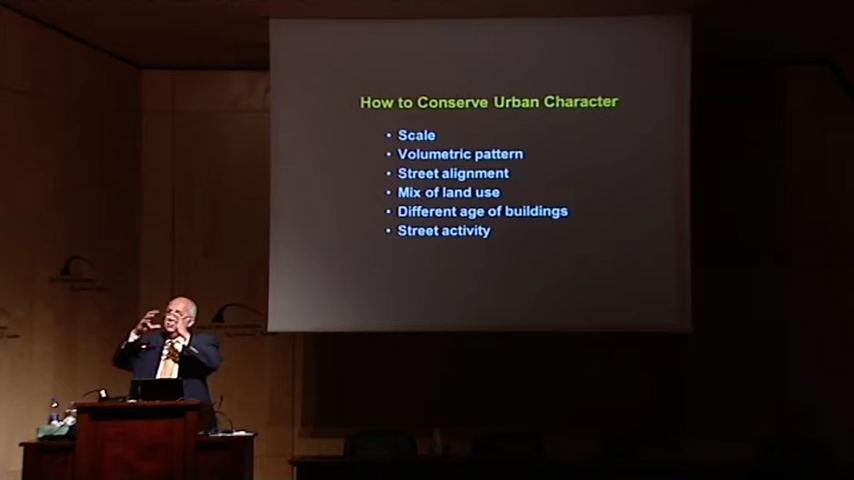 How to Conserve Urban Character
• Scale
• Volumetric pattern
• Street alignment
• Mix of land use
• Different age of buildings
• Street activity